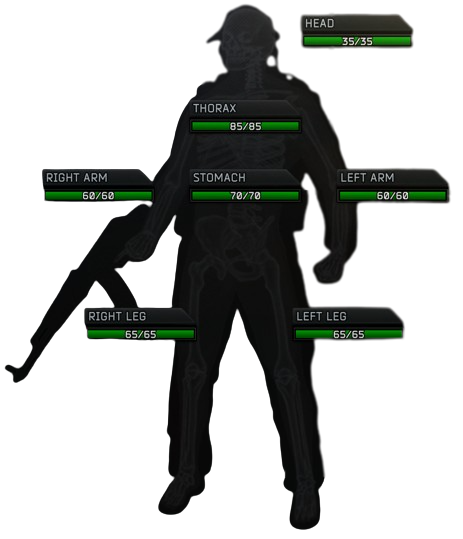 HEAD
35/35
THORAX
85/85
RIGHT ARM
60/60
STOMACH
70/70
LEFT ARM
60/60
RIGHT LEG
65/65
LEFT LEG
65/65